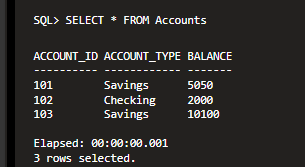 SQL> SELECT * FROM Accounts
ACCOUNT_ID ACCOUNT_TYPE BALANCE
---------- ------------ -------
101        Savings      5050
102        Checking     2000
103        Savings      10100
Elapsed: 00:00:00.001
3 rows selected.